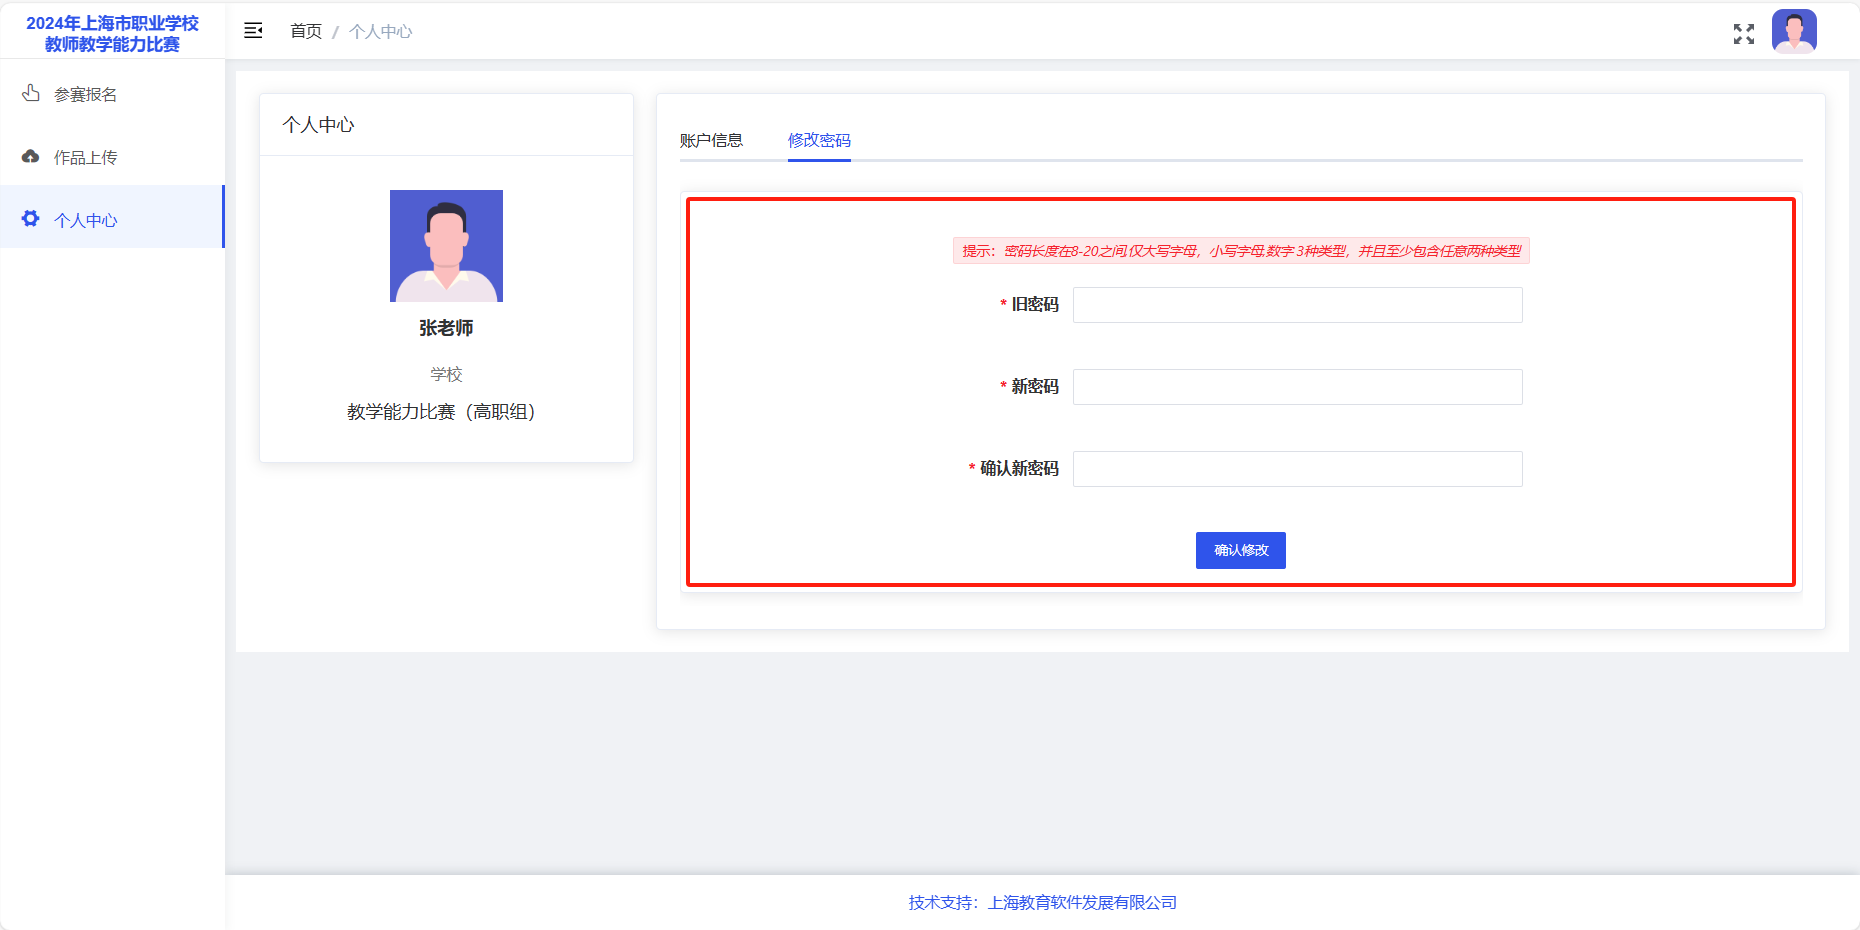 2024年上海市职业学校
教师教学能力比赛
首页 / 个人中心
参赛报名
作品上传
个人中心
个人中心
张老师
学校
教学能力比赛（高职组）
账户信息 修改密码
提示：密码长度在8-20之间,仅大写字母，小写字母,数字 3种类型，并且至少包含任意两种类型
* 旧密码
* 新密码
* 确认新密码
确认修改
技术支持：上海教育软件发展有限公司